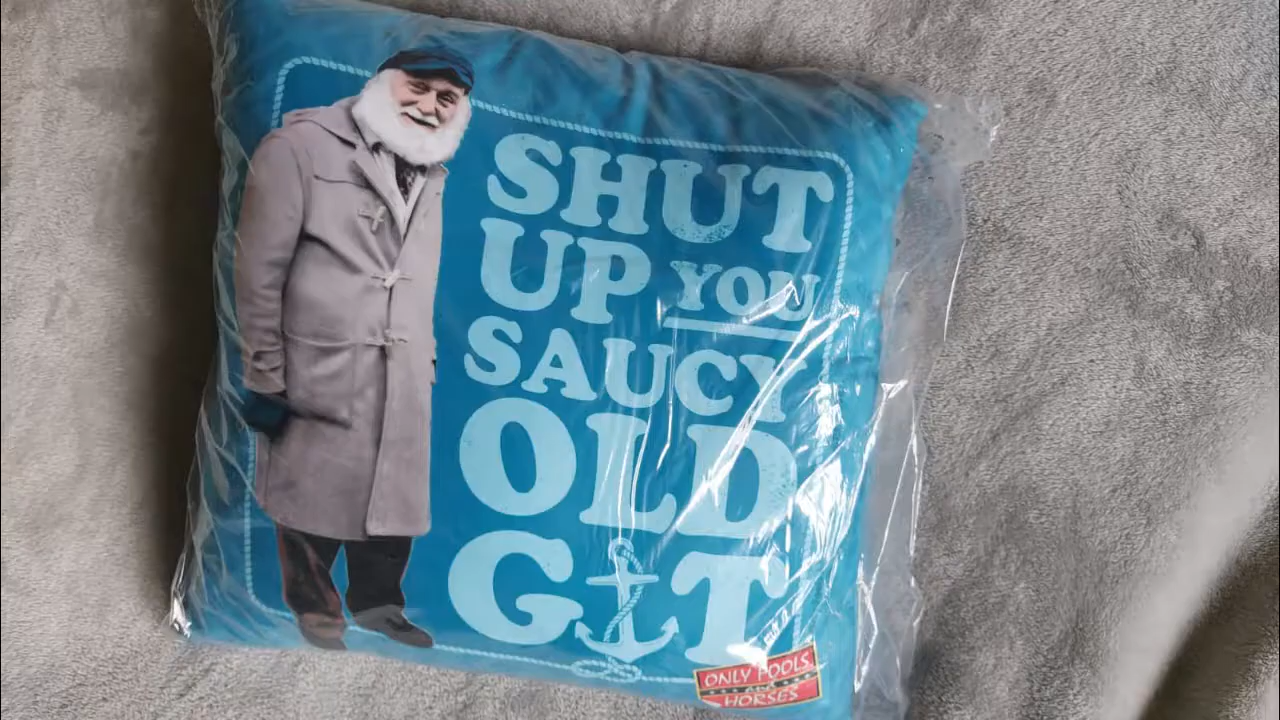 SHUT
UP YOU
SAUCY
OLD
GIT
ONLY FOOLS
AND
HORSES